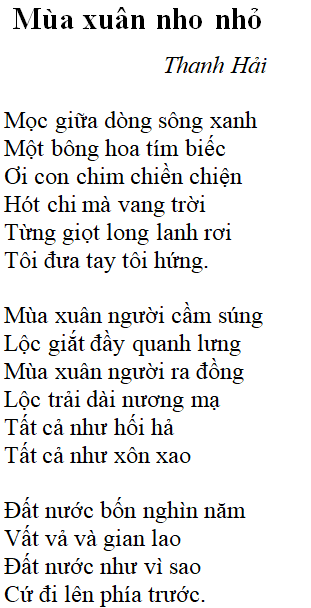 Mùa xuân nho nhỏ
Thanh Hải
Mọc giữa dòng sông xanh
Một bông hoa tím biếc
Ơi con chim chiền chiện
Hót chi mà vang trời
Từng giọt long lanh rơi
Tôi đưa tay tôi hứng.
Mùa xuân người cầm súng
Lộc giắt đầy quanh lưng
Mùa xuân người ra đồng
Lộc trải dài nương mạ
Tất cả như hối hả
Tất cả như xôn xao
Đất nước bốn nghìn năm
Vất vả và gian lao
Đất nước như vì sao
Cứ đi lên phía trước.